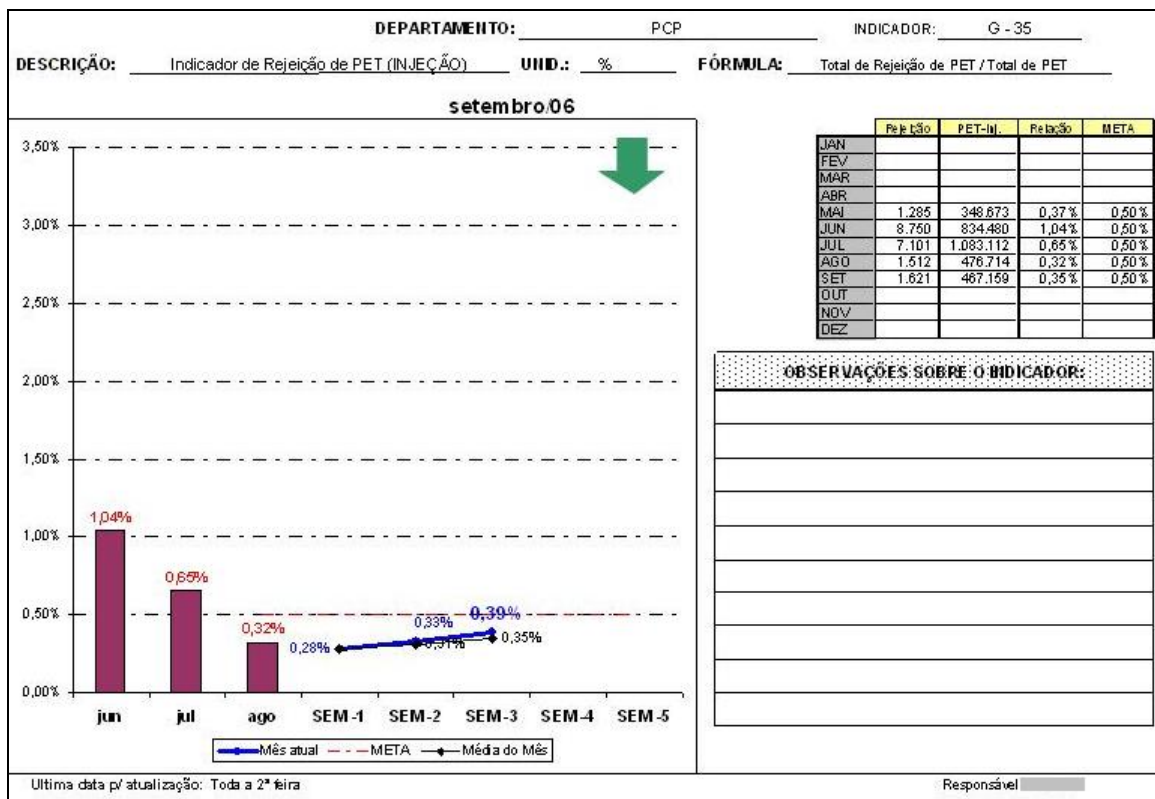 DEPARTAMENTO: PCP INDICADOR: G - 35
DESCRIÇÃO: Indicador de Rejeição de PET (INJEÇÃO) UNID.: % FÓRMULA: Total de Rejeição de PET / Total de PET
setembro/06
3,50%
3,00%
2,50%
2,00%
1,50%
1,00%
0,50%
0,00%
1,04%
0,65%
0,32%
0,28%
0,33%
0,31%
0,39%
0,35%
jun jul ago SEM-1 SEM-2 SEM-3 SEM-4 SEM-5
Mês atual META Média do Mês
Rejeição PET-Inj. Relação META
JAN
FEV
MAR
ABR
MAI 1.285 348.673 0,37% 0,50%
JUN 8.750 834.480 1,04% 0,50%
JUL 7.101 1.083.112 0,65% 0,50%
AGO 1.512 476.714 0,32% 0,50%
SET 1.621 467.159 0,35% 0,50%
OUT
NOV
DEZ
OBSERVAÇÕES SOBRE O INDICADOR:
Ultima data p/ atualização: Toda a 2ª feira Responsável